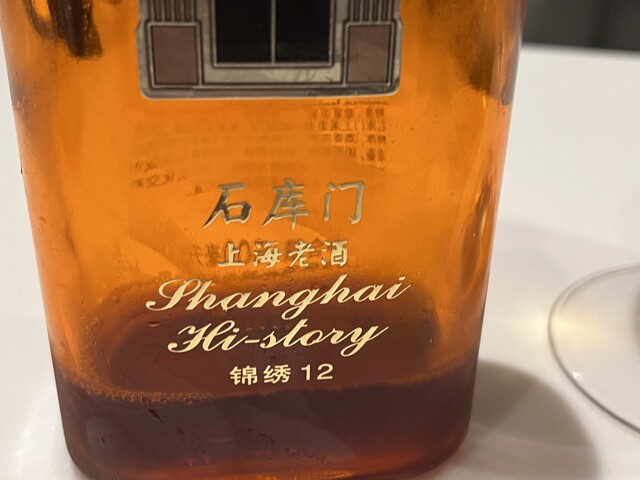 石库门
上海老酒
Shanghai
Hi-story
锦绣 12